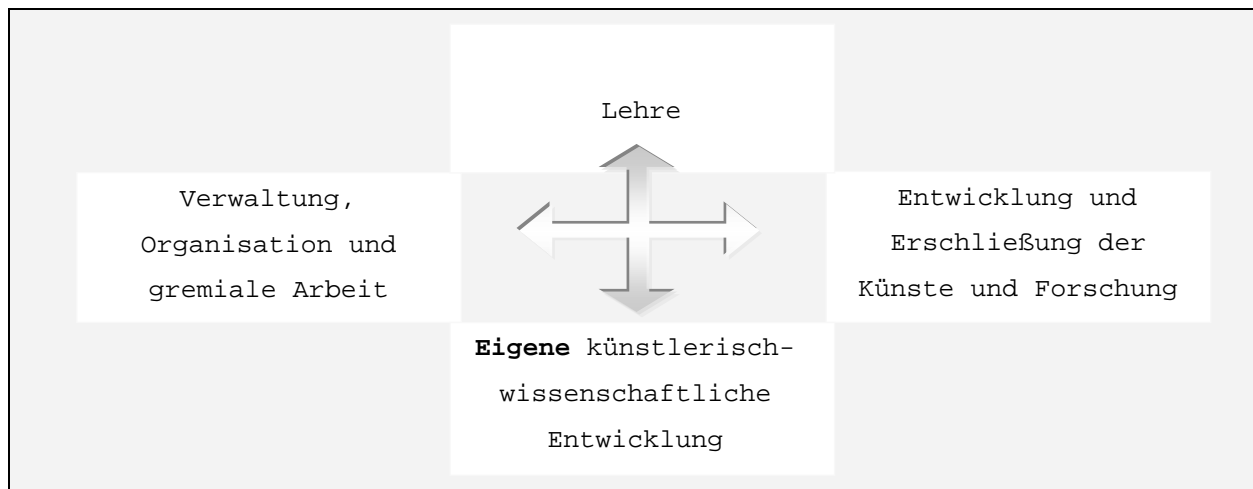 Lehre
Verwaltung,
Organisation und
gremiale Arbeit
Entwicklung und
Erschließung der
Künste und Forschung
Eigene künstlerisch-
wissenschaftliche
Entwicklung